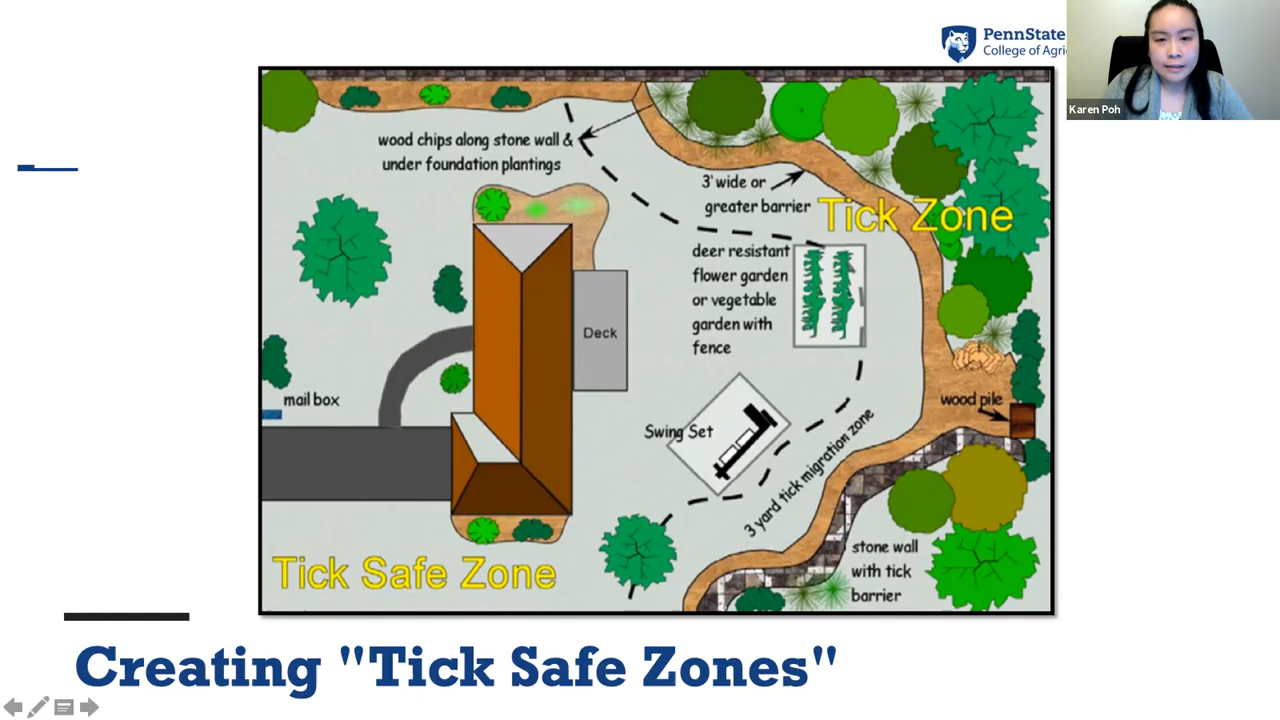 PennState
College of Agri
Karen Poh
wood chips along stone wall &
under foundation plantings
3' wide or
greater barrier
Tick Zone
deer resistant
flower garden
or vegetable
garden with
fence
Deck
mail box
wood pile
Swing Set
3 yard tick migration zone
stone wall
with tick
barrier
Tick Safe Zone
Creating "Tick Safe Zones"